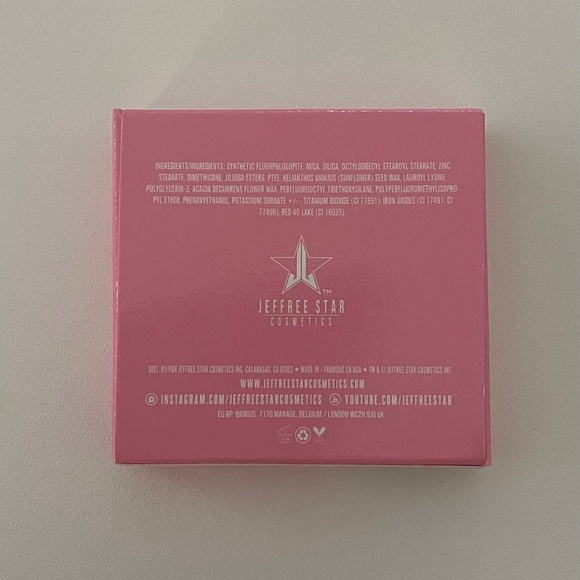 INGREDIENTS/INGREDIENTS: SYNTHETIC FLUORPHLOGOPITE, MICA, SILICA, OCTYLDODECYL STEAROYL STEARATE, ZINC
STEARATE, DIMETHICONE, JOJOBA ESTERS, PTFE, HELIANTHUS ANNUUS (SUNFLOWER) SEED WAX, LAUROYL LYSINE,
POLYGLYCERIN-3, ACACIA DECURRENS FLOWER WAX, PERFLUOROOCTYL TRIETHOXYSILANE, POLYPERFLUOROMETHYLISOPRO-
PYL ETHER, PHENOXYETHANOL, POTASSIUM SORBATE +/- : TITANIUM DIOXIDE (CI 77891), IRON OXIDES (CI 77491, CI
77499), RED 40 LAKE (CI 16035).
TM
JEFFREE STAR
COSMETICS
DIST. BY/PAR JEFFREE STAR COSMETICS INC. CALABASAS, CA 91302 ★ MADE IN / FABRIQUÉ EN USA ★ TM & © JEFFREE STAR COSMETICS INC.
WWW.JEFFREESTARCOSMETICS.COM
INSTAGRAM.COM/JEFFREESTARCOSMETICS YOUTUBE.COM/JEFFREESTAR
EU RP: BIORIUS, 7170 MANAGE, BELGIUM / LONDON WC2H 9JQ UK